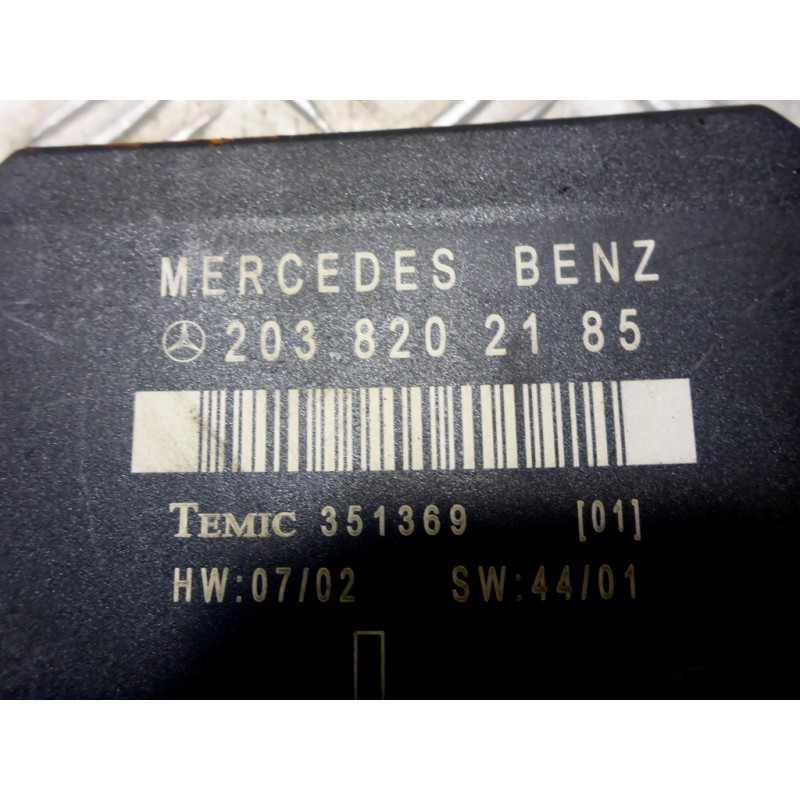 MERCEDES BENZ
203 820 21 85
TEMIC 351369 [01]
HW:07/02 SW:44/01